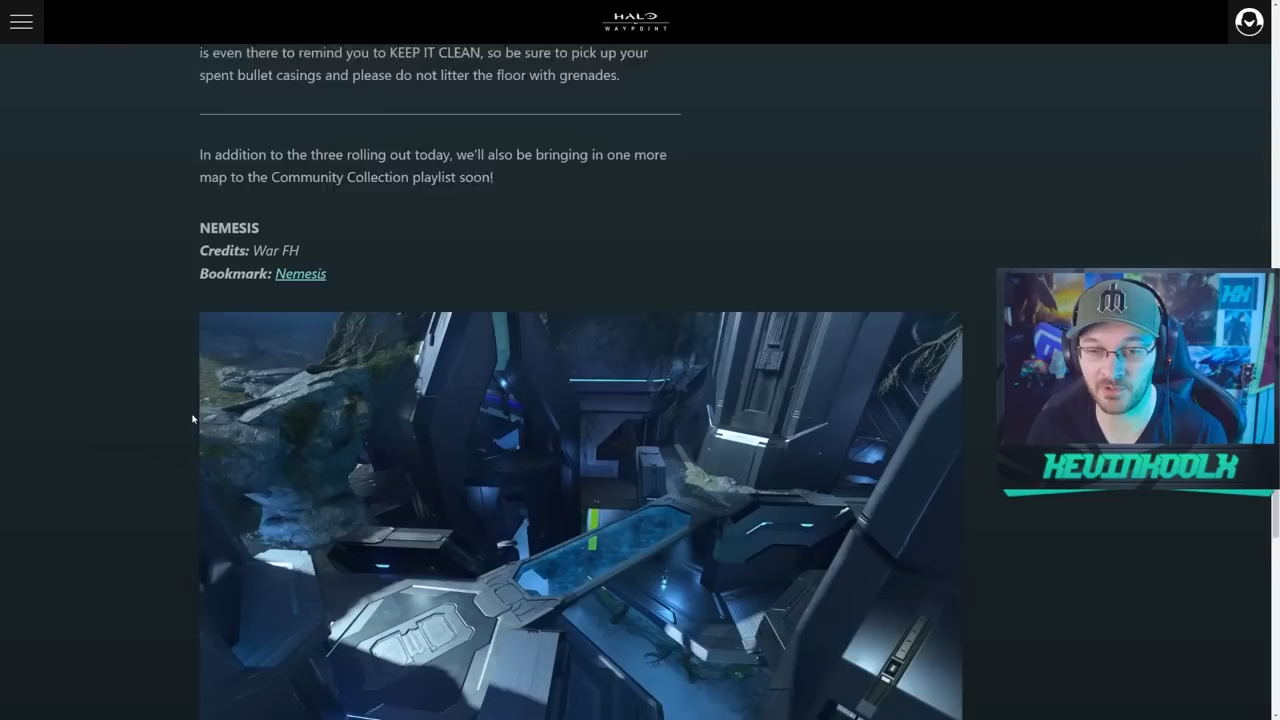 HALO
WAYPOINT
is even there to remind you to KEEP IT CLEAN, so be sure to pick up your
spent bullet casings and please do not litter the floor with grenades.
In addition to the three rolling out today, we’ll also be bringing in one more
map to the Community Collection playlist soon!
NEMESIS
Credits: War FH
Bookmark: Nemesis
KEVINKOOLX